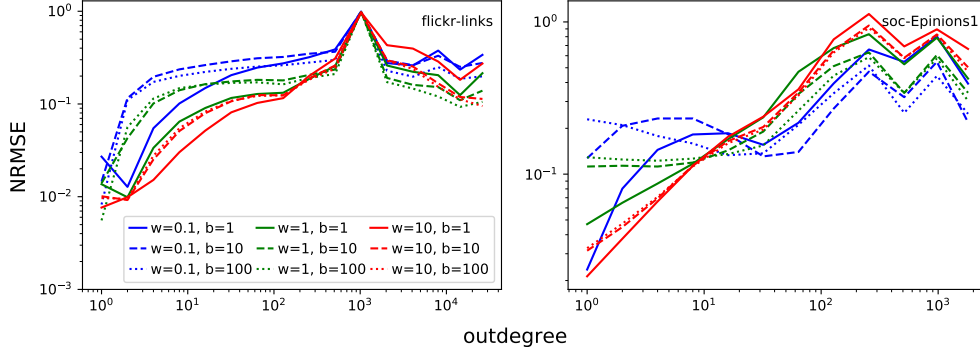 flickr-links
soc-Epinions1
NRMSE
10⁰
10⁻¹
10⁻²
10⁻³
10⁰
10⁻¹
w=0.1, b=1
w=1, b=1
w=10, b=1
w=0.1, b=10
w=1, b=10
w=10, b=10
w=0.1, b=100
w=1, b=100
w=10, b=100
10⁰ 10¹ 10² 10³ 10⁴
10⁰ 10¹ 10² 10³
outdegree